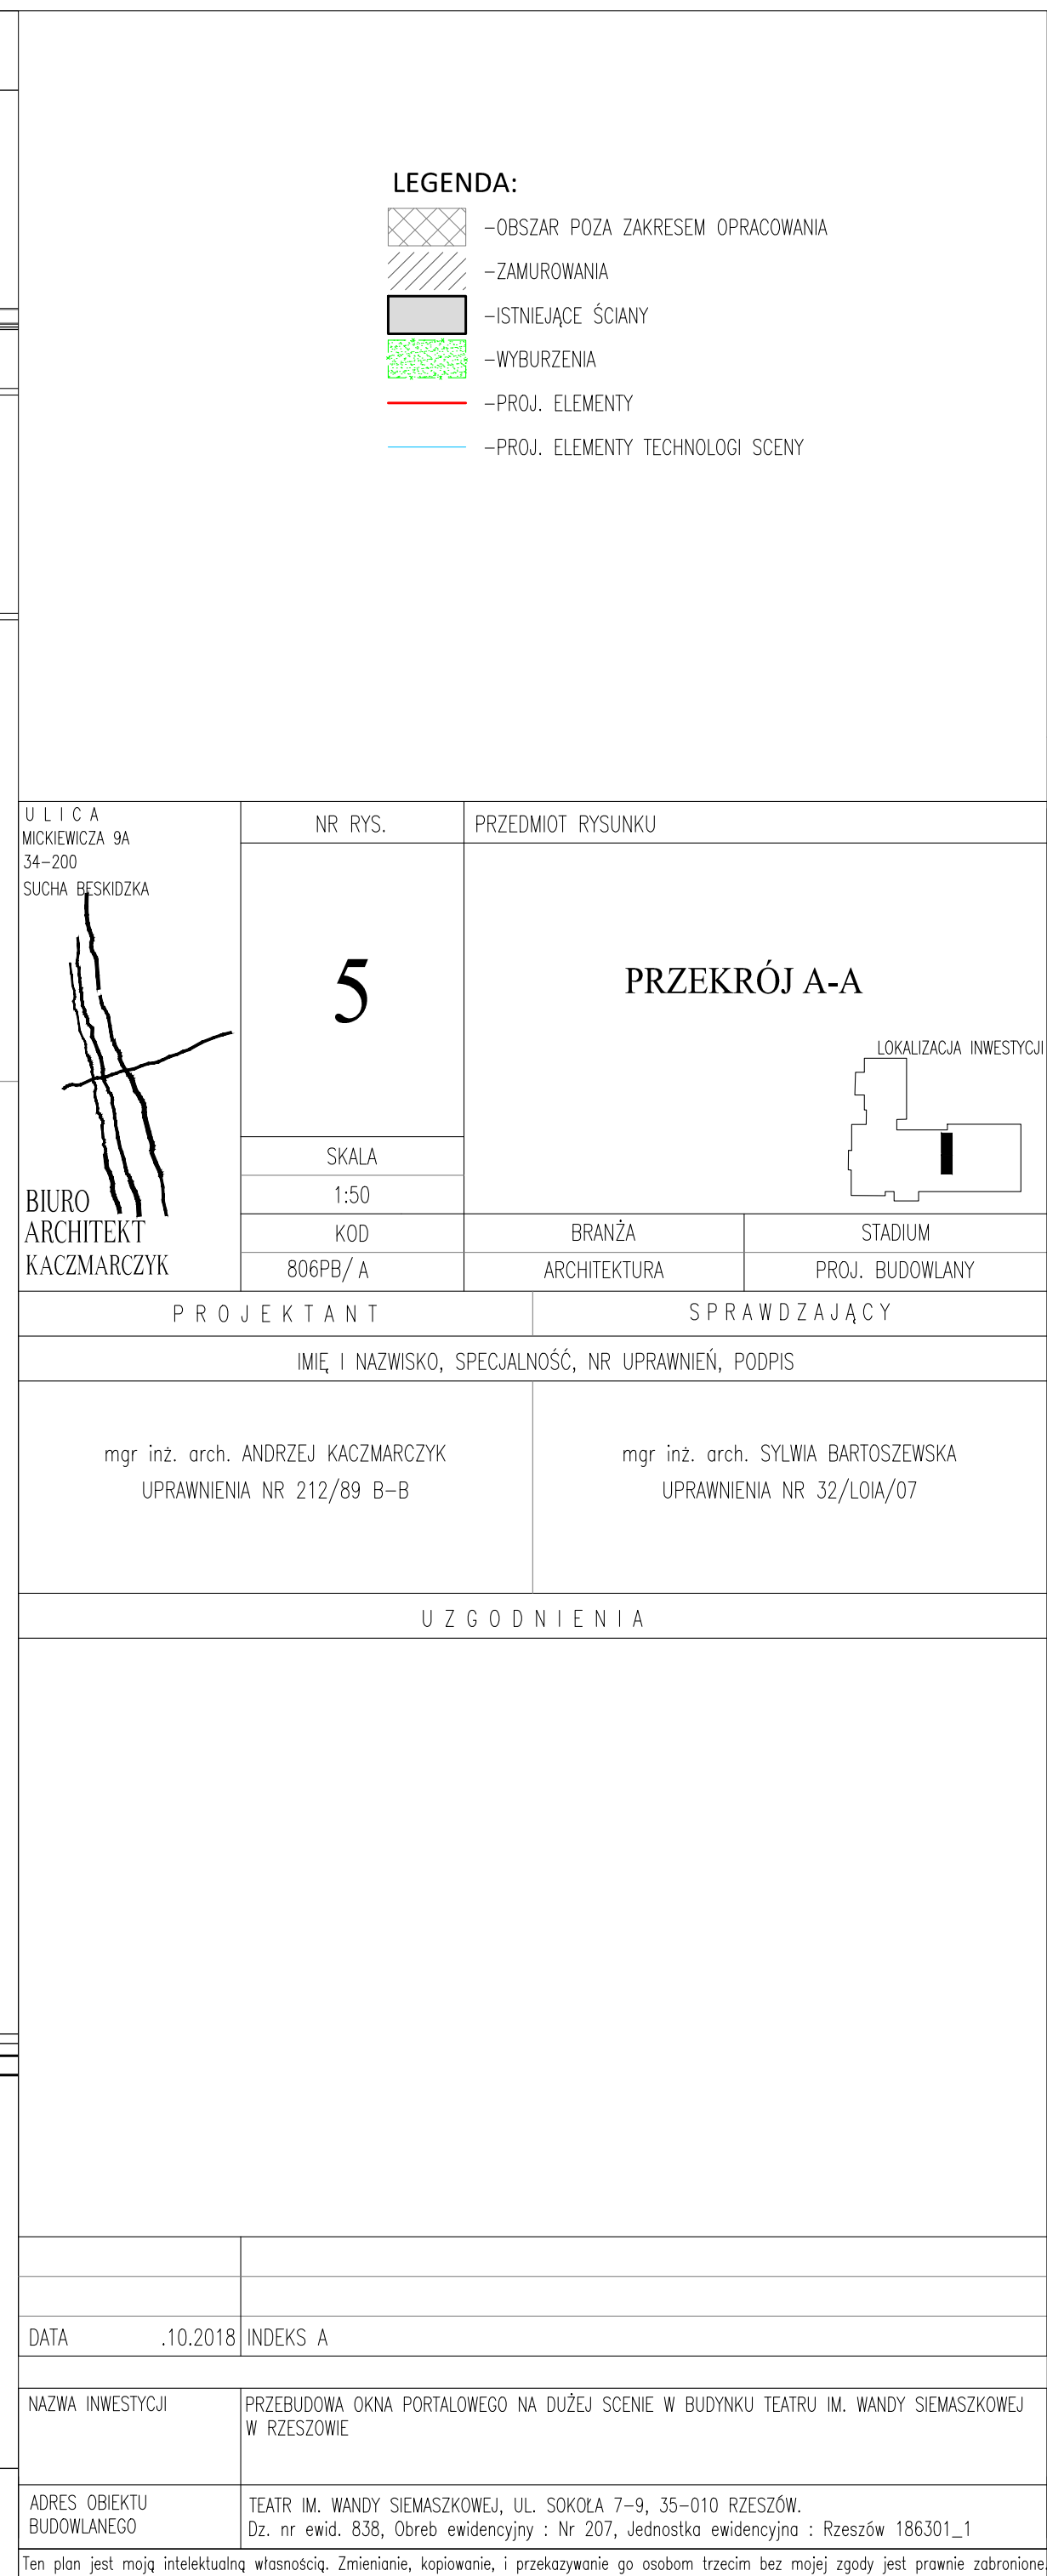 LEGENDA:
-OBSZAR POZA ZAKRESEM OPRACOWANIA
-ZAMUROWANIA
-ISTNIEJĄCE ŚCIANY
-WYBURZENIA
-PROJ. ELEMENTY
-PROJ. ELEMENTY TECHNOLOGI SCENY
ULICA
MICKIEWICZA 9A
34-200
SUCHA BESKIDZKA
BIURO
ARCHITEKT
KACZMARCZYK
NR RYS.
5
SKALA
1:50
KOD
806PB/A
PRZEDMIOT RYSUNKU
PRZEKRÓJ A-A
LOKALIZACJA INWESTYCJI
BRANŻA
ARCHITEKTURA
STADIUM
PROJ. BUDOWLANY
PROJEKTANT
SPRAWDZAJĄCY
IMIĘ I NAZWISKO, SPECJALNOŚĆ, NR UPRAWNIEŃ, PODPIS
mgr inż. arch. ANDRZEJ KACZMARCZYK
UPRAWNIENIA NR 212/89 B-B
mgr inż. arch. SYLWIA BARTOSZEWSKA
UPRAWNIENIA NR 32/LOIA/07
UZGODNIENIA
DATA .10.2018 INDEKS A
NAZWA INWESTYCJI
PRZEBUDOWA OKNA PORTALOWEGO NA DUŻEJ SCENIE W BUDYNKU TEATRU IM. WANDY SIEMASZKOWEJ
W RZESZOWIE
ADRES OBIEKTU
BUDOWLANEGO
TEATR IM. WANDY SIEMASZKOWEJ, UL. SOKOŁA 7-9, 35-010 RZESZÓW.
Dz. nr ewid. 838, Obreb ewidencyjny : Nr 207, Jednostka ewidencyjna : Rzeszów 186301_1
Ten plan jest moją intelektualną własnością. Zmienianie, kopiowanie, i przekazywanie go osobom trzecim bez mojej zgody jest prawnie zabronione.